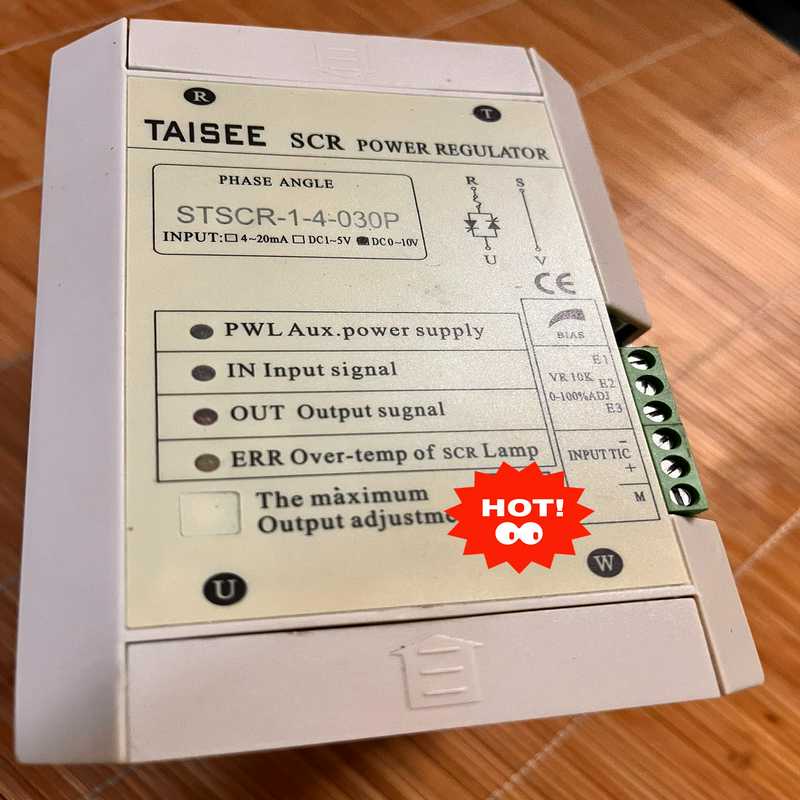 R
T
TAISEE SCR POWER REGULATOR
PHASE ANGLE
STSCR-1-4-030P
INPUT: 4~20mA DC1~5V DC0~10V
R S
U V
CE
BIAS
PWL Aux.power supply
IN Input signal
OUT Output sugnal
ERR Over-temp of SCR Lamp
E1
VR 10K E2
0-100%ADJ E3
INPUT TIC − +
M
The màximum
Output adjustme
HOT!
U
W